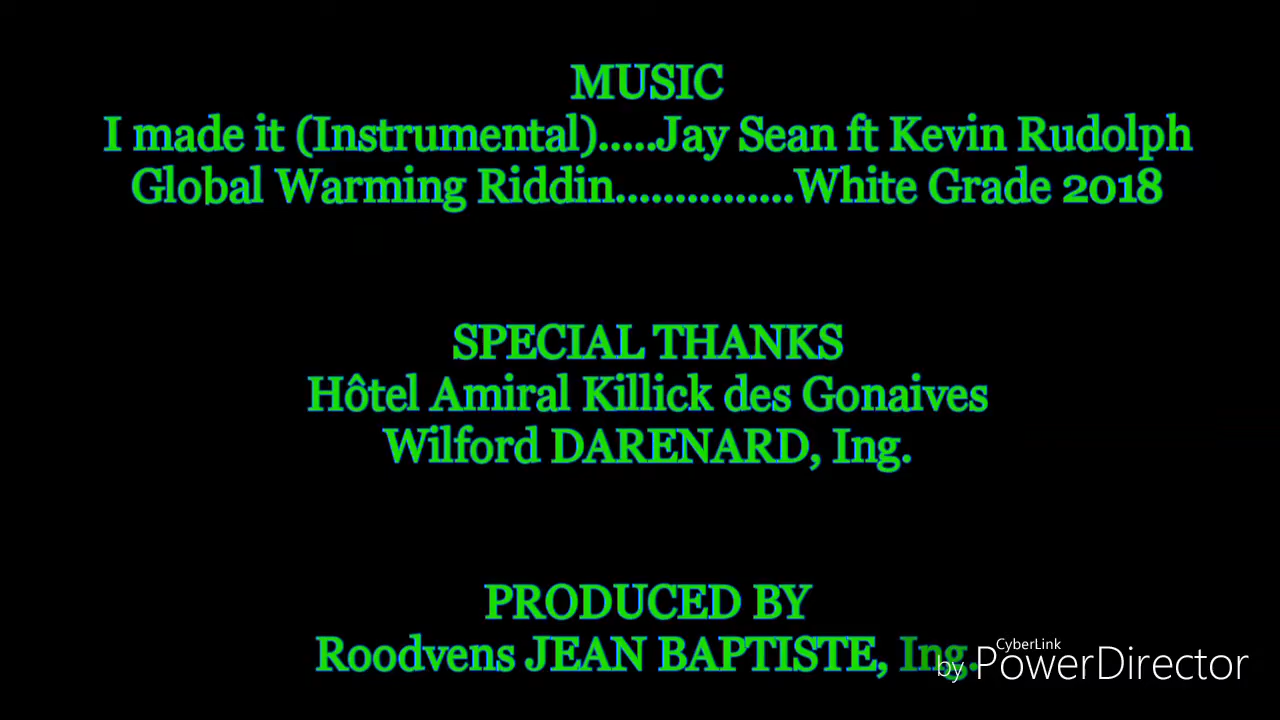 MUSIC
I made it (Instrumental).....Jay Sean ft Kevin Rudolph
Global Warming Riddin...............White Grade 2018
SPECIAL THANKS
Hôtel Amiral Killick des Gonaives
Wilford DARENARD, Ing.
PRODUCED BY
Roodvens JEAN BAPTISTE, Ing.
CyberLink
by PowerDirector